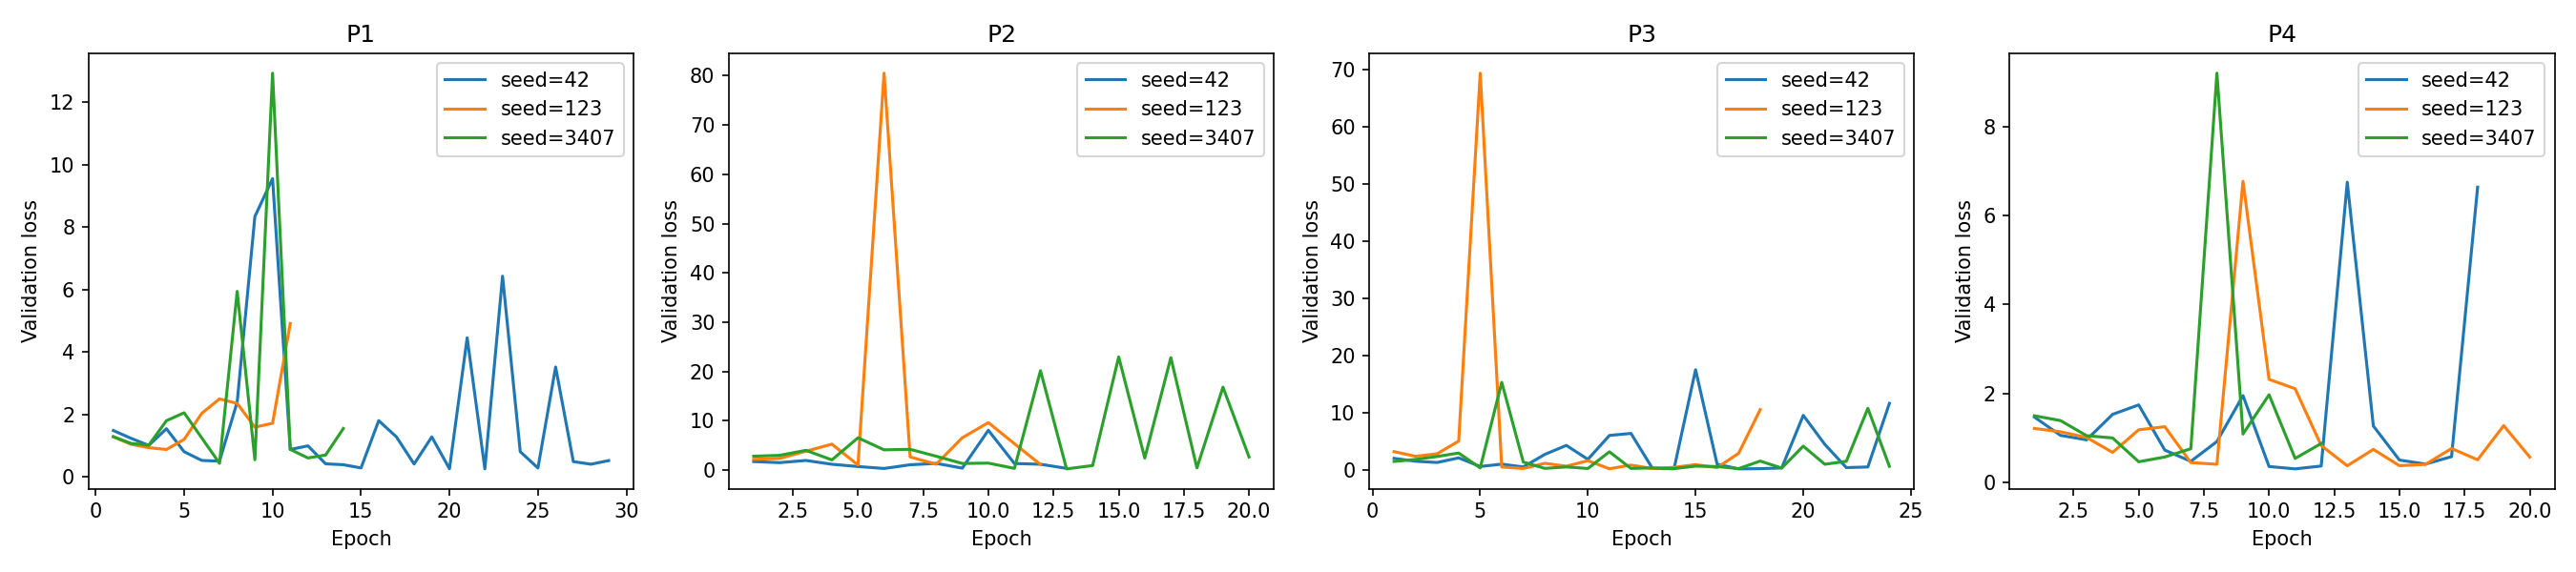 P1
Validation loss
12
10
8
6
4
2
0
0 5 10 15 20 25 30
Epoch
seed=42
seed=123
seed=3407
P2
Validation loss
80
70
60
50
40
30
20
10
0
2.5 5.0 7.5 10.0 12.5 15.0 17.5 20.0
Epoch
seed=42
seed=123
seed=3407
P3
Validation loss
70
60
50
40
30
20
10
0
0 5 10 15 20 25
Epoch
seed=42
seed=123
seed=3407
P4
Validation loss
8
6
4
2
0
2.5 5.0 7.5 10.0 12.5 15.0 17.5 20.0
Epoch
seed=42
seed=123
seed=3407